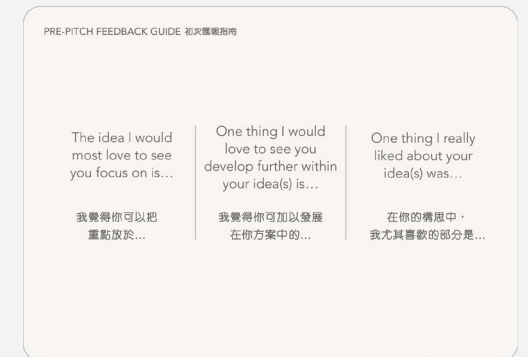 PRE-PITCH FEEDBACK GUIDE 初次匯報指南
The idea I would
most love to see
you focus on is…
我覺得你可以把
重點放於…
One thing I would
love to see you
develop further within
your idea(s) is…
我覺得你可加以發展
在你方案中的…
One thing I really
liked about your
idea(s) was…
在你的構思中，
我尤其喜歡的部分是…